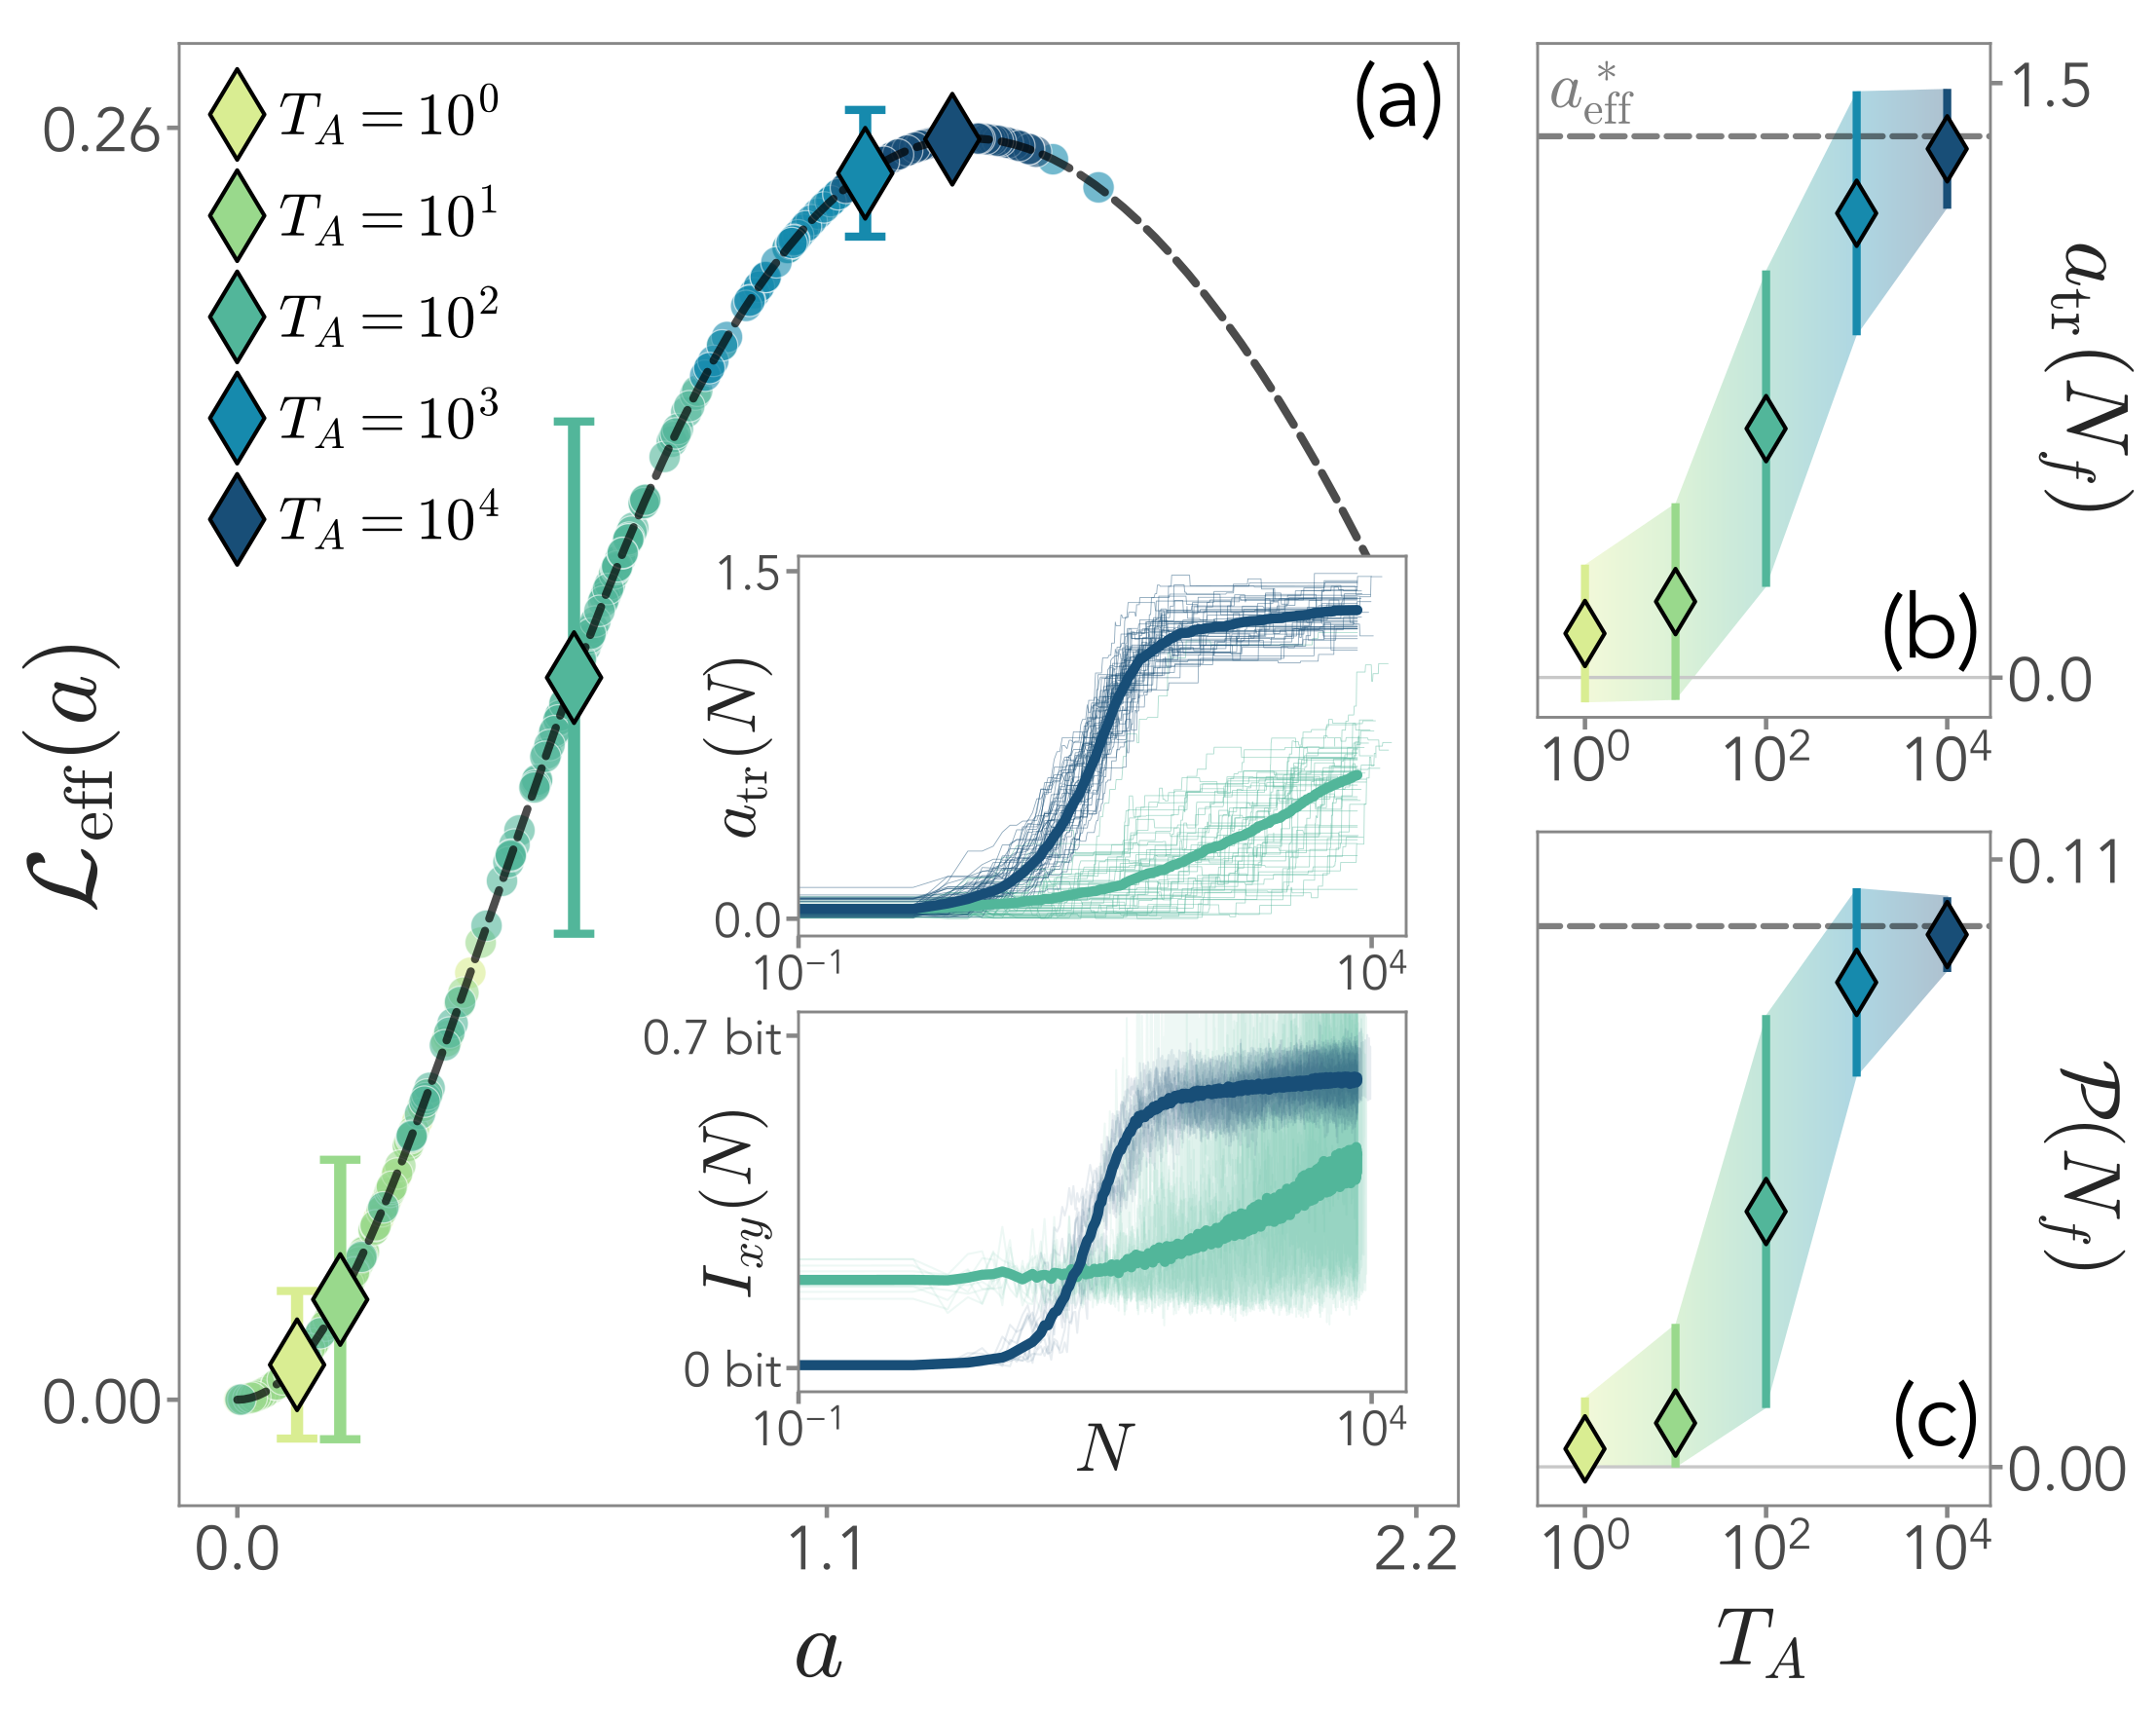 (a)
T_A = 10^0
T_A = 10^1
T_A = 10^2
T_A = 10^3
T_A = 10^4
0.26
0.00
ℒ_eff(a)
0.0 1.1 2.2
a
1.5
0.0
a_tr(N)
10^−1 10^4
0.7 bit
0 bit
I_xy(N)
10^−1 10^4
N
a*_eff
(b)
1.5
0.0
a_tr(N_f)
10^0 10^2 10^4
(c)
0.11
0.00
𝒫(N_f)
10^0 10^2 10^4
T_A